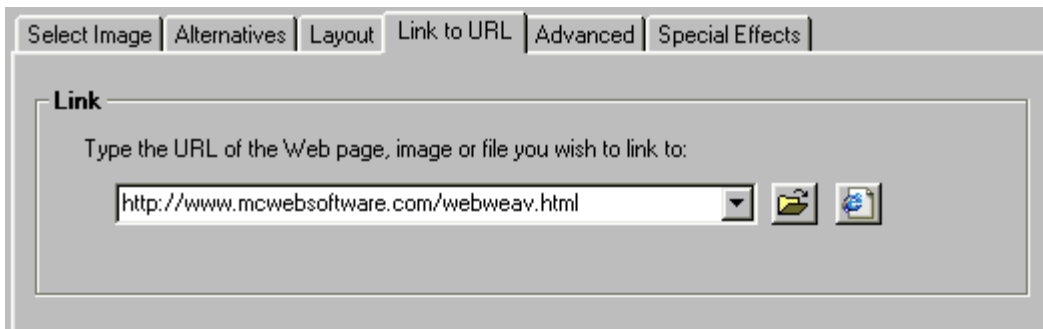 Select Image Alternatives Layout Link to URL Advanced Special Effects
Link
Type the URL of the Web page, image or file you wish to link to:
http://www.mcwebsoftware.com/webweav.html